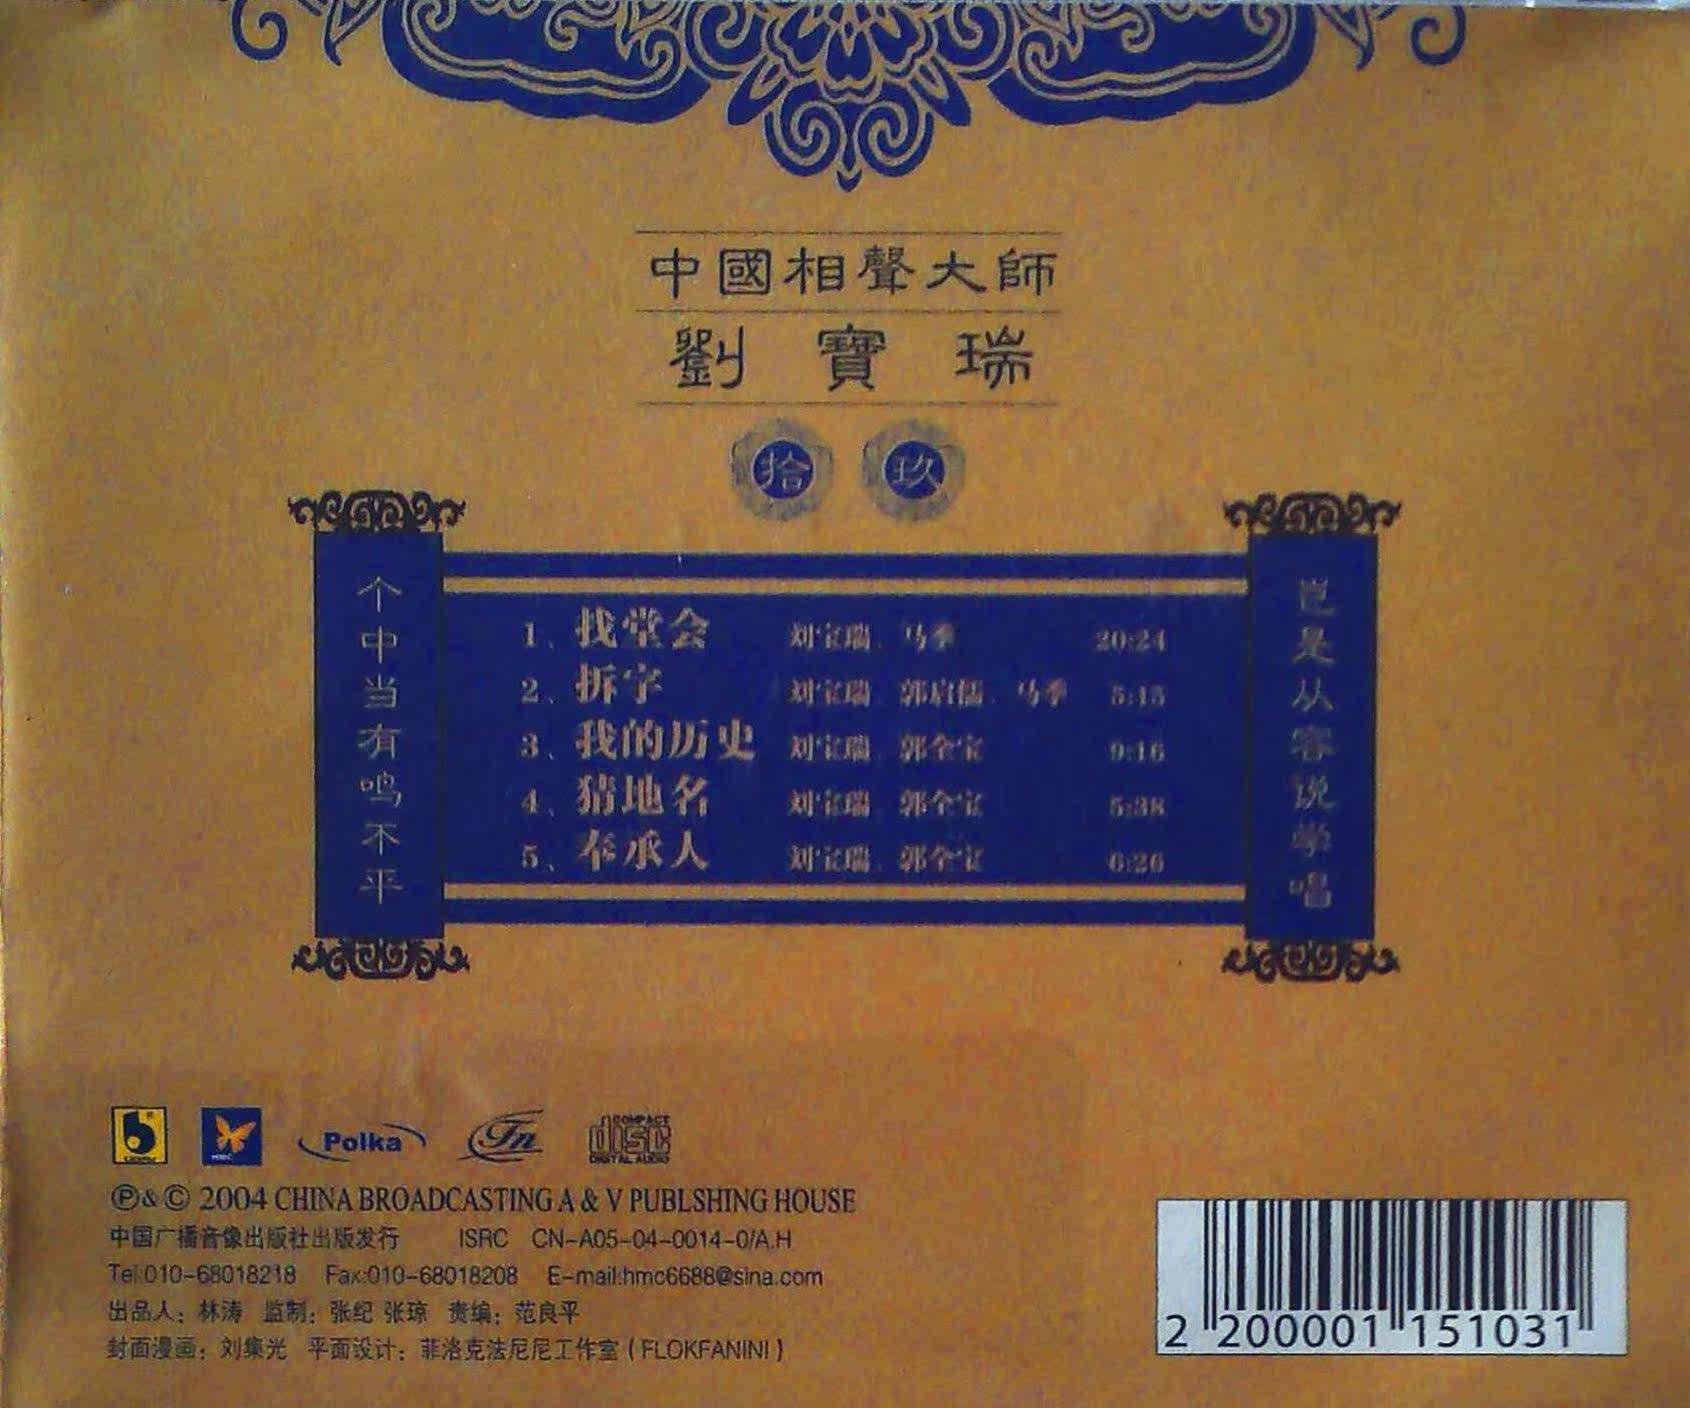 中國相聲大師
劉寶瑞
拾玖
个中当有鸣不平
1、找堂会 刘宝瑞、马季 20:24
2、拆字 刘宝瑞、郭启儒、马季 5:15
3、我的历史 刘宝瑞、郭全宝 9:16
4、猜地名 刘宝瑞、郭全宝 5:38
5、奉承人 刘宝瑞、郭全宝 6:26
岂是从容说学唱
Polka
COMPACT
disc
DIGITAL AUDIO
Ⓟ&© 2004 CHINA BROADCASTING A & V PUBLSHING HOUSE
中国广播音像出版社出版发行 ISRC CN-A05-04-0014-0/A.H
Tel:010-68018218 Fax:010-68018208 E-mail:hmc6688@sina.com
出品人：林涛 监制：张纪 张琼 责编：范良平
封面漫画：刘集光 平面设计：菲洛克法尼尼工作室（FLOKFANINI）
2 200001 151031